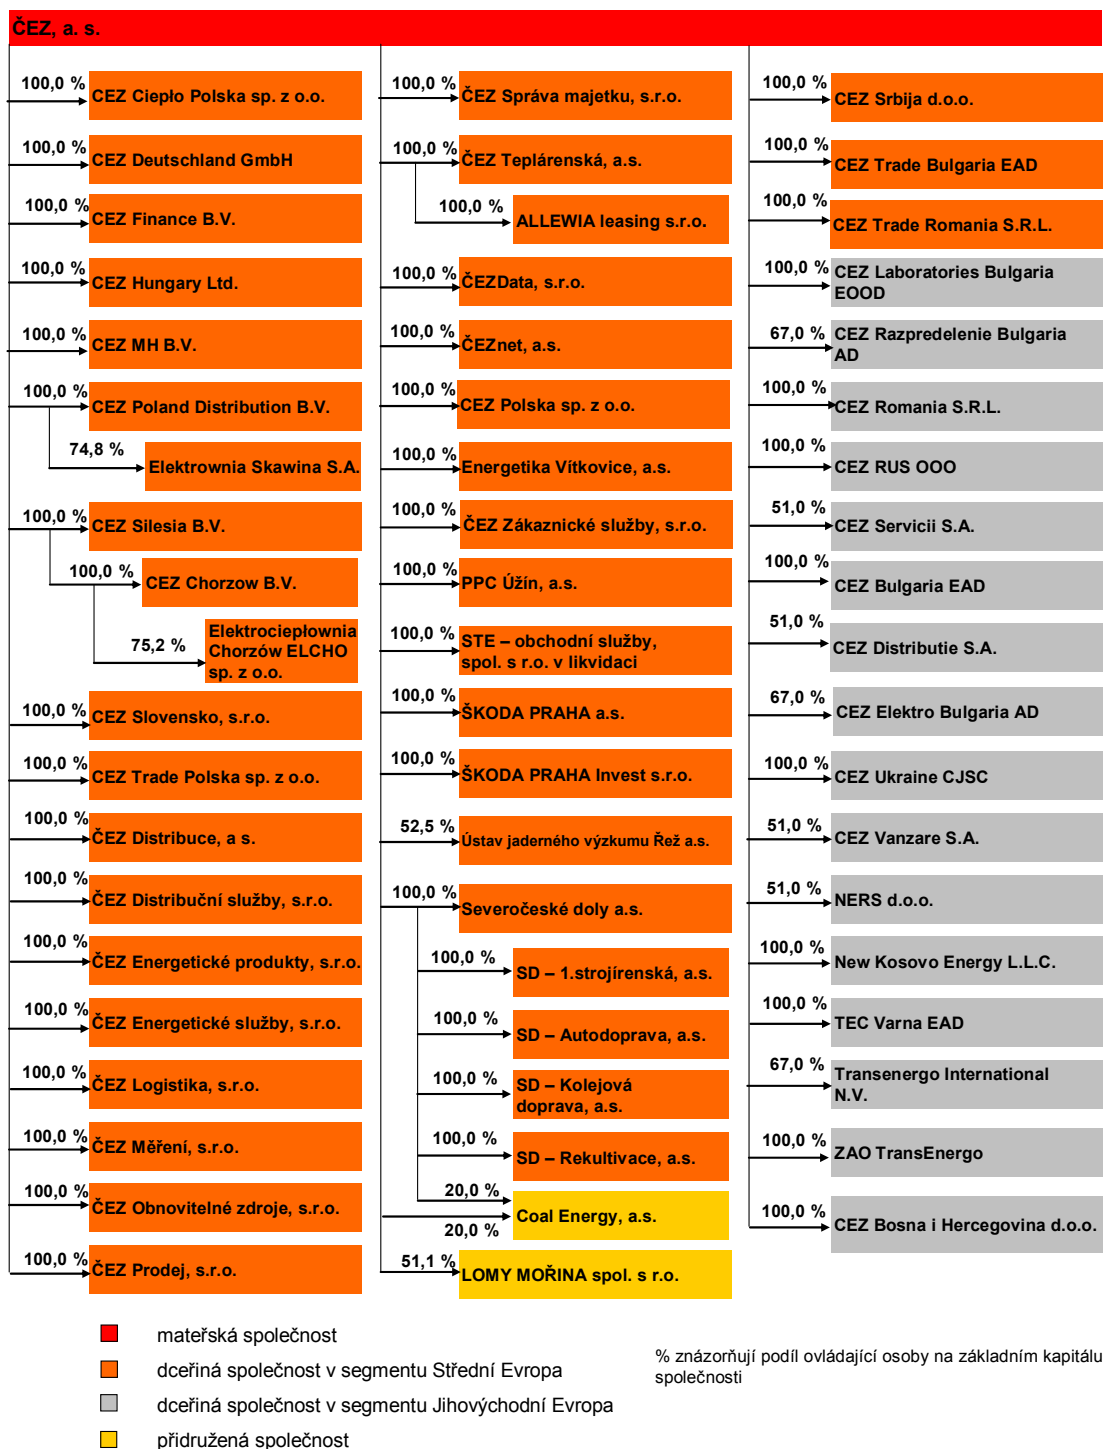 ČEZ, a. s.
100,0 %
CEZ Ciepło Polska sp. z o.o.
100,0 %
CEZ Deutschland GmbH
100,0 %
CEZ Finance B.V.
100,0 %
CEZ Hungary Ltd.
100,0 %
CEZ MH B.V.
100,0 %
CEZ Poland Distribution B.V.
74,8 %
Elektrownia Skawina S.A.
100,0 %
CEZ Silesia B.V.
100,0 %
CEZ Chorzow B.V.
75,2 %
Elektrociepłownia
Chorzów ELCHO
sp. z o.o.
100,0 %
CEZ Slovensko, s.r.o.
100,0 %
CEZ Trade Polska sp. z o.o.
100,0 %
ČEZ Distribuce, a s.
100,0 %
ČEZ Distribuční služby, s.r.o.
100,0 %
ČEZ Energetické produkty, s.r.o.
100,0 %
ČEZ Energetické služby, s.r.o.
100,0 %
ČEZ Logistika, s.r.o.
100,0 %
ČEZ Měření, s.r.o.
100,0 %
ČEZ Obnovitelné zdroje, s.r.o.
100,0 %
ČEZ Prodej, s.r.o.
100,0 %
ČEZ Správa majetku, s.r.o.
100,0 %
ČEZ Teplárenská, a.s.
100,0 %
ALLEWIA leasing s.r.o.
100,0 %
ČEZData, s.r.o.
100,0 %
ČEZnet, a.s.
100,0 %
CEZ Polska sp. z o.o.
100,0 %
Energetika Vítkovice, a.s.
100,0 %
ČEZ Zákaznické služby, s.r.o.
100,0 %
PPC Úžín, a.s.
100,0 %
STE – obchodní služby,
spol. s r.o. v likvidaci
100,0 %
ŠKODA PRAHA a.s.
100,0 %
ŠKODA PRAHA Invest s.r.o.
52,5 %
Ústav jaderného výzkumu Řež a.s.
100,0 %
Severočeské doly a.s.
100,0 %
SD – 1.strojírenská, a.s.
100,0 %
SD – Autodoprava, a.s.
100,0 %
SD – Kolejová
doprava, a.s.
100,0 %
SD – Rekultivace, a.s.
20,0 %
Coal Energy, a.s.
20,0 %
51,1 %
LOMY MOŘINA spol. s r.o.
100,0 %
CEZ Srbija d.o.o.
100,0 %
CEZ Trade Bulgaria EAD
100,0 %
CEZ Trade Romania S.R.L.
100,0 %
CEZ Laboratories Bulgaria
EOOD
67,0 %
CEZ Razpredelenie Bulgaria
AD
100,0 %
CEZ Romania S.R.L.
100,0 %
CEZ RUS OOO
51,0 %
CEZ Servicii S.A.
100,0 %
CEZ Bulgaria EAD
51,0 %
CEZ Distributie S.A.
67,0 %
CEZ Elektro Bulgaria AD
100,0 %
CEZ Ukraine CJSC
51,0 %
CEZ Vanzare S.A.
51,0 %
NERS d.o.o.
100,0 %
New Kosovo Energy L.L.C.
100,0 %
TEC Varna EAD
67,0 %
Transenergo International
N.V.
100,0 %
ZAO TransEnergo
100,0 %
CEZ Bosna i Hercegovina d.o.o.
mateřská společnost
dceřiná společnost v segmentu Střední Evropa
dceřiná společnost v segmentu Jihovýchodní Evropa
přidružená společnost
% znázorňují podíl ovládající osoby na základním kapitálu
společnosti